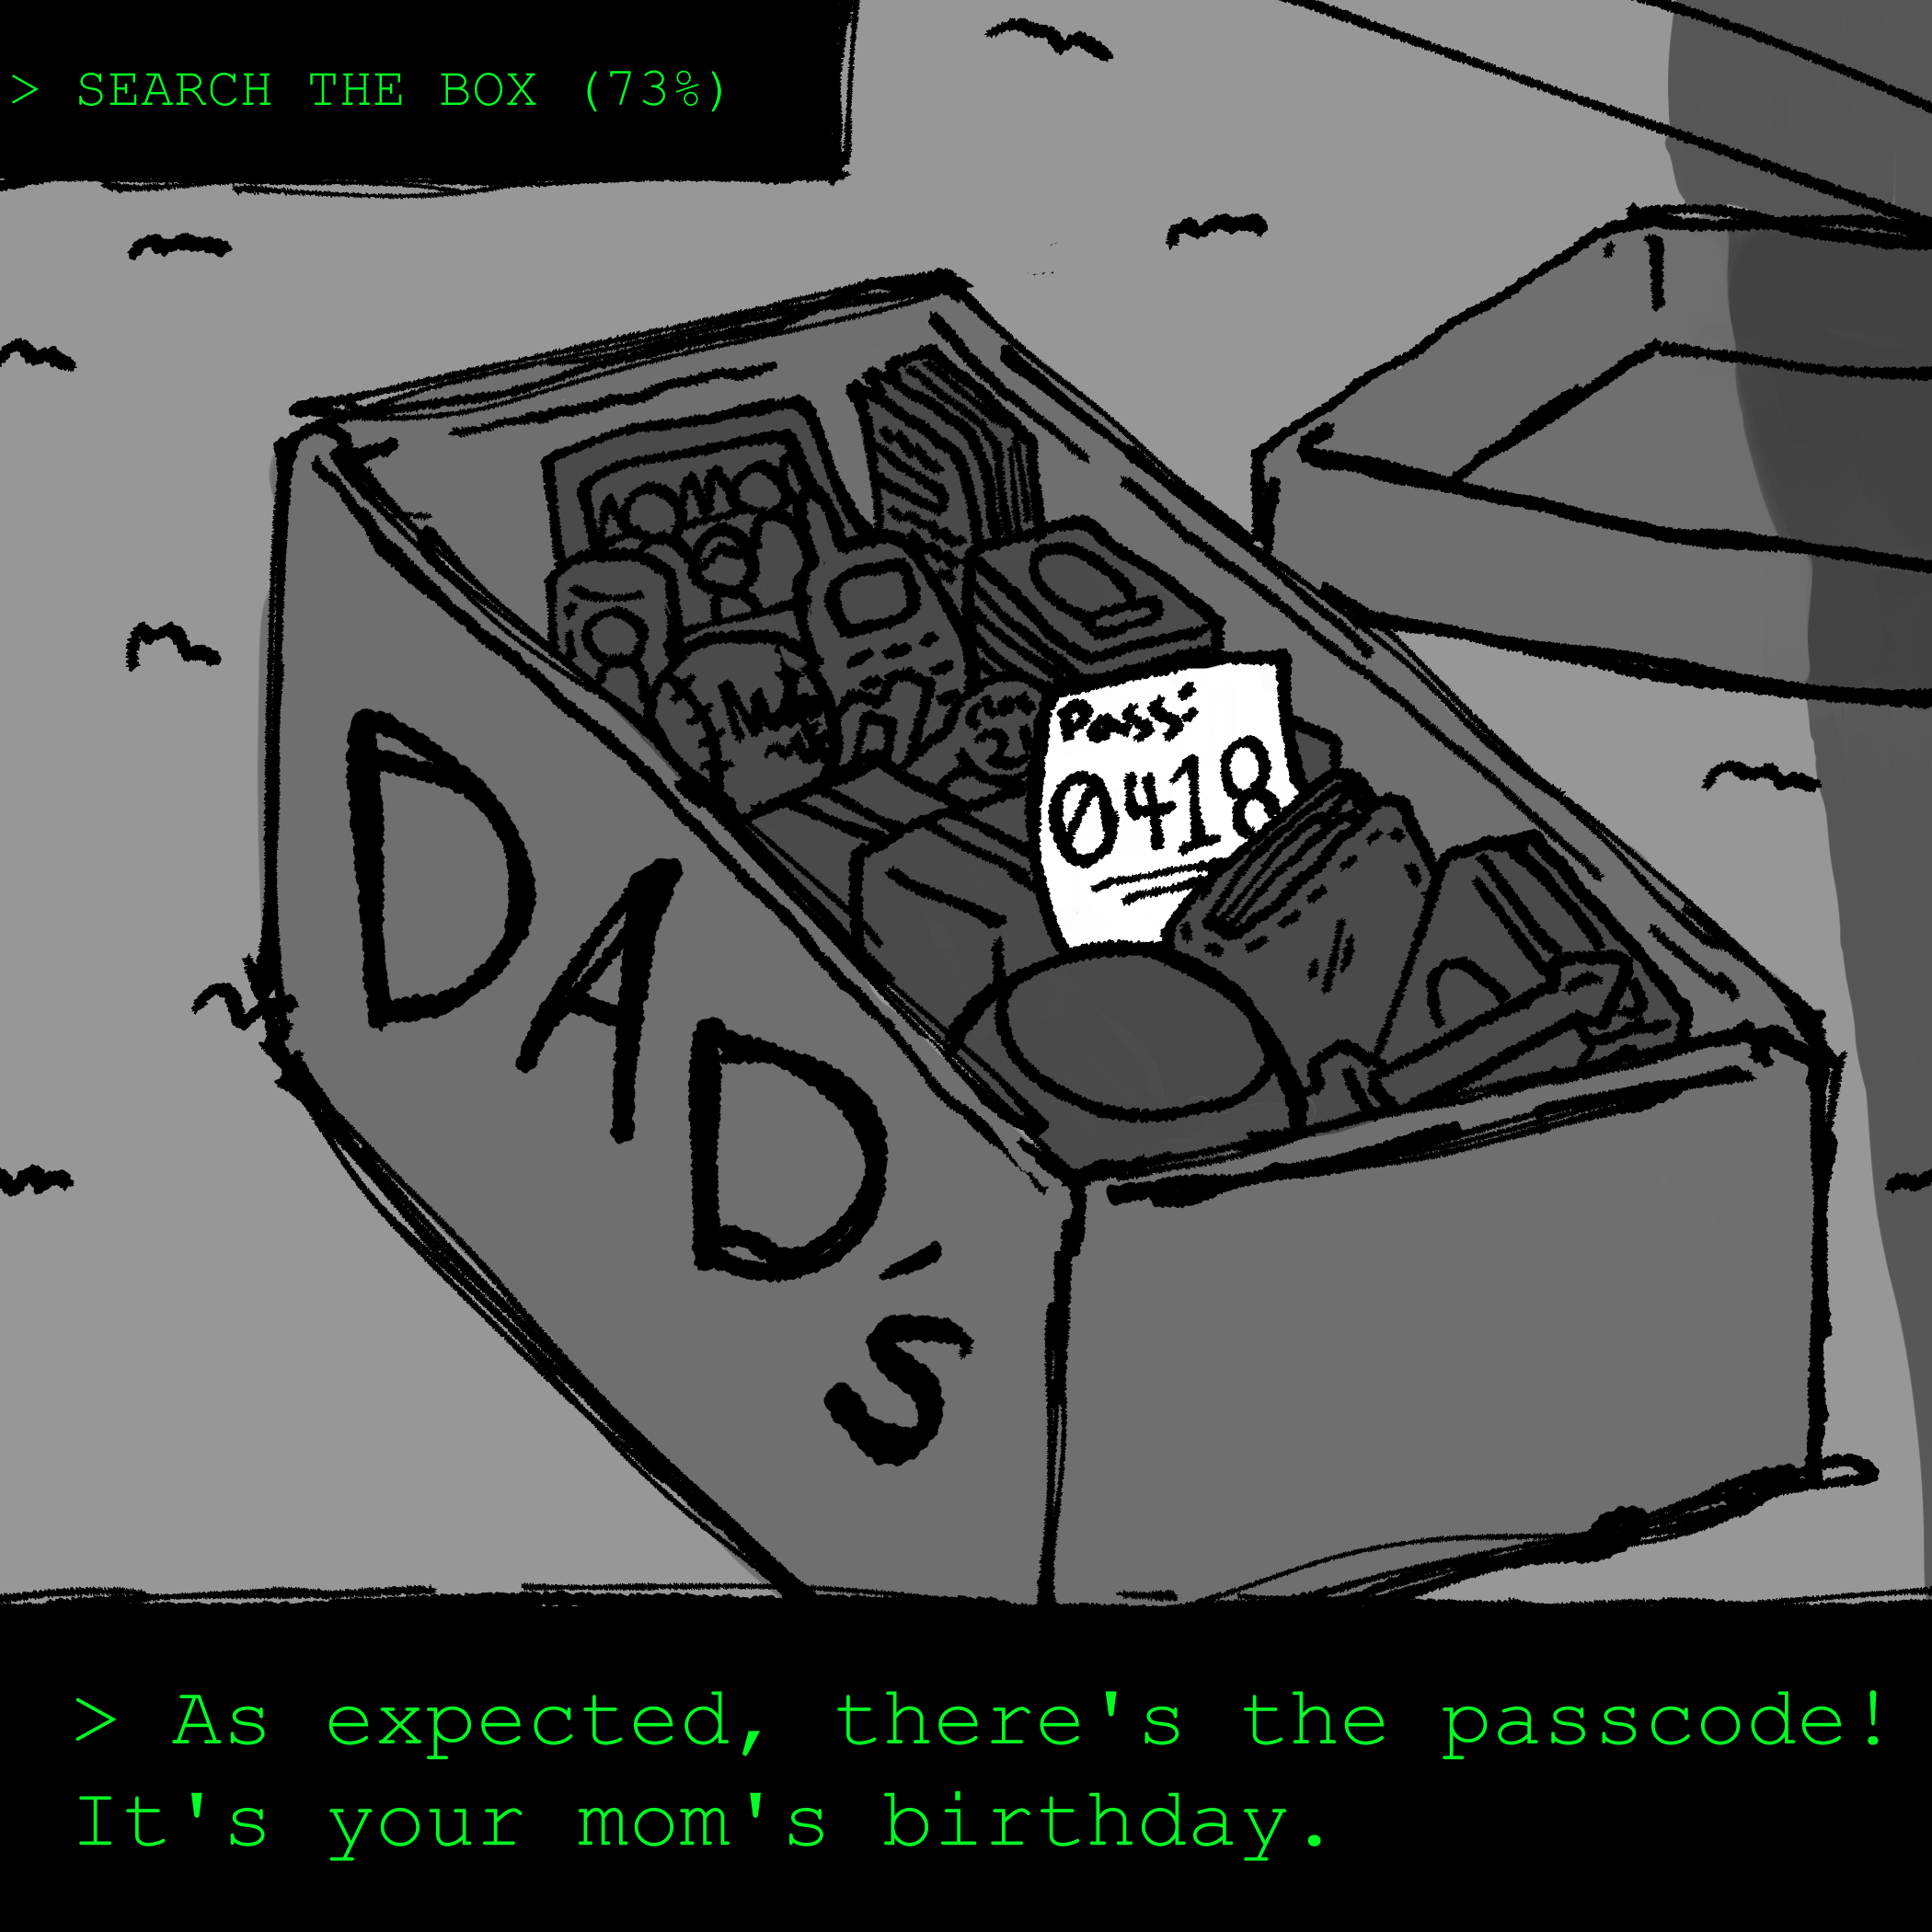 > SEARCH THE BOX (73%)
Pass:
0418
DAD'S
> As expected, there's the passcode!
It's your mom's birthday.